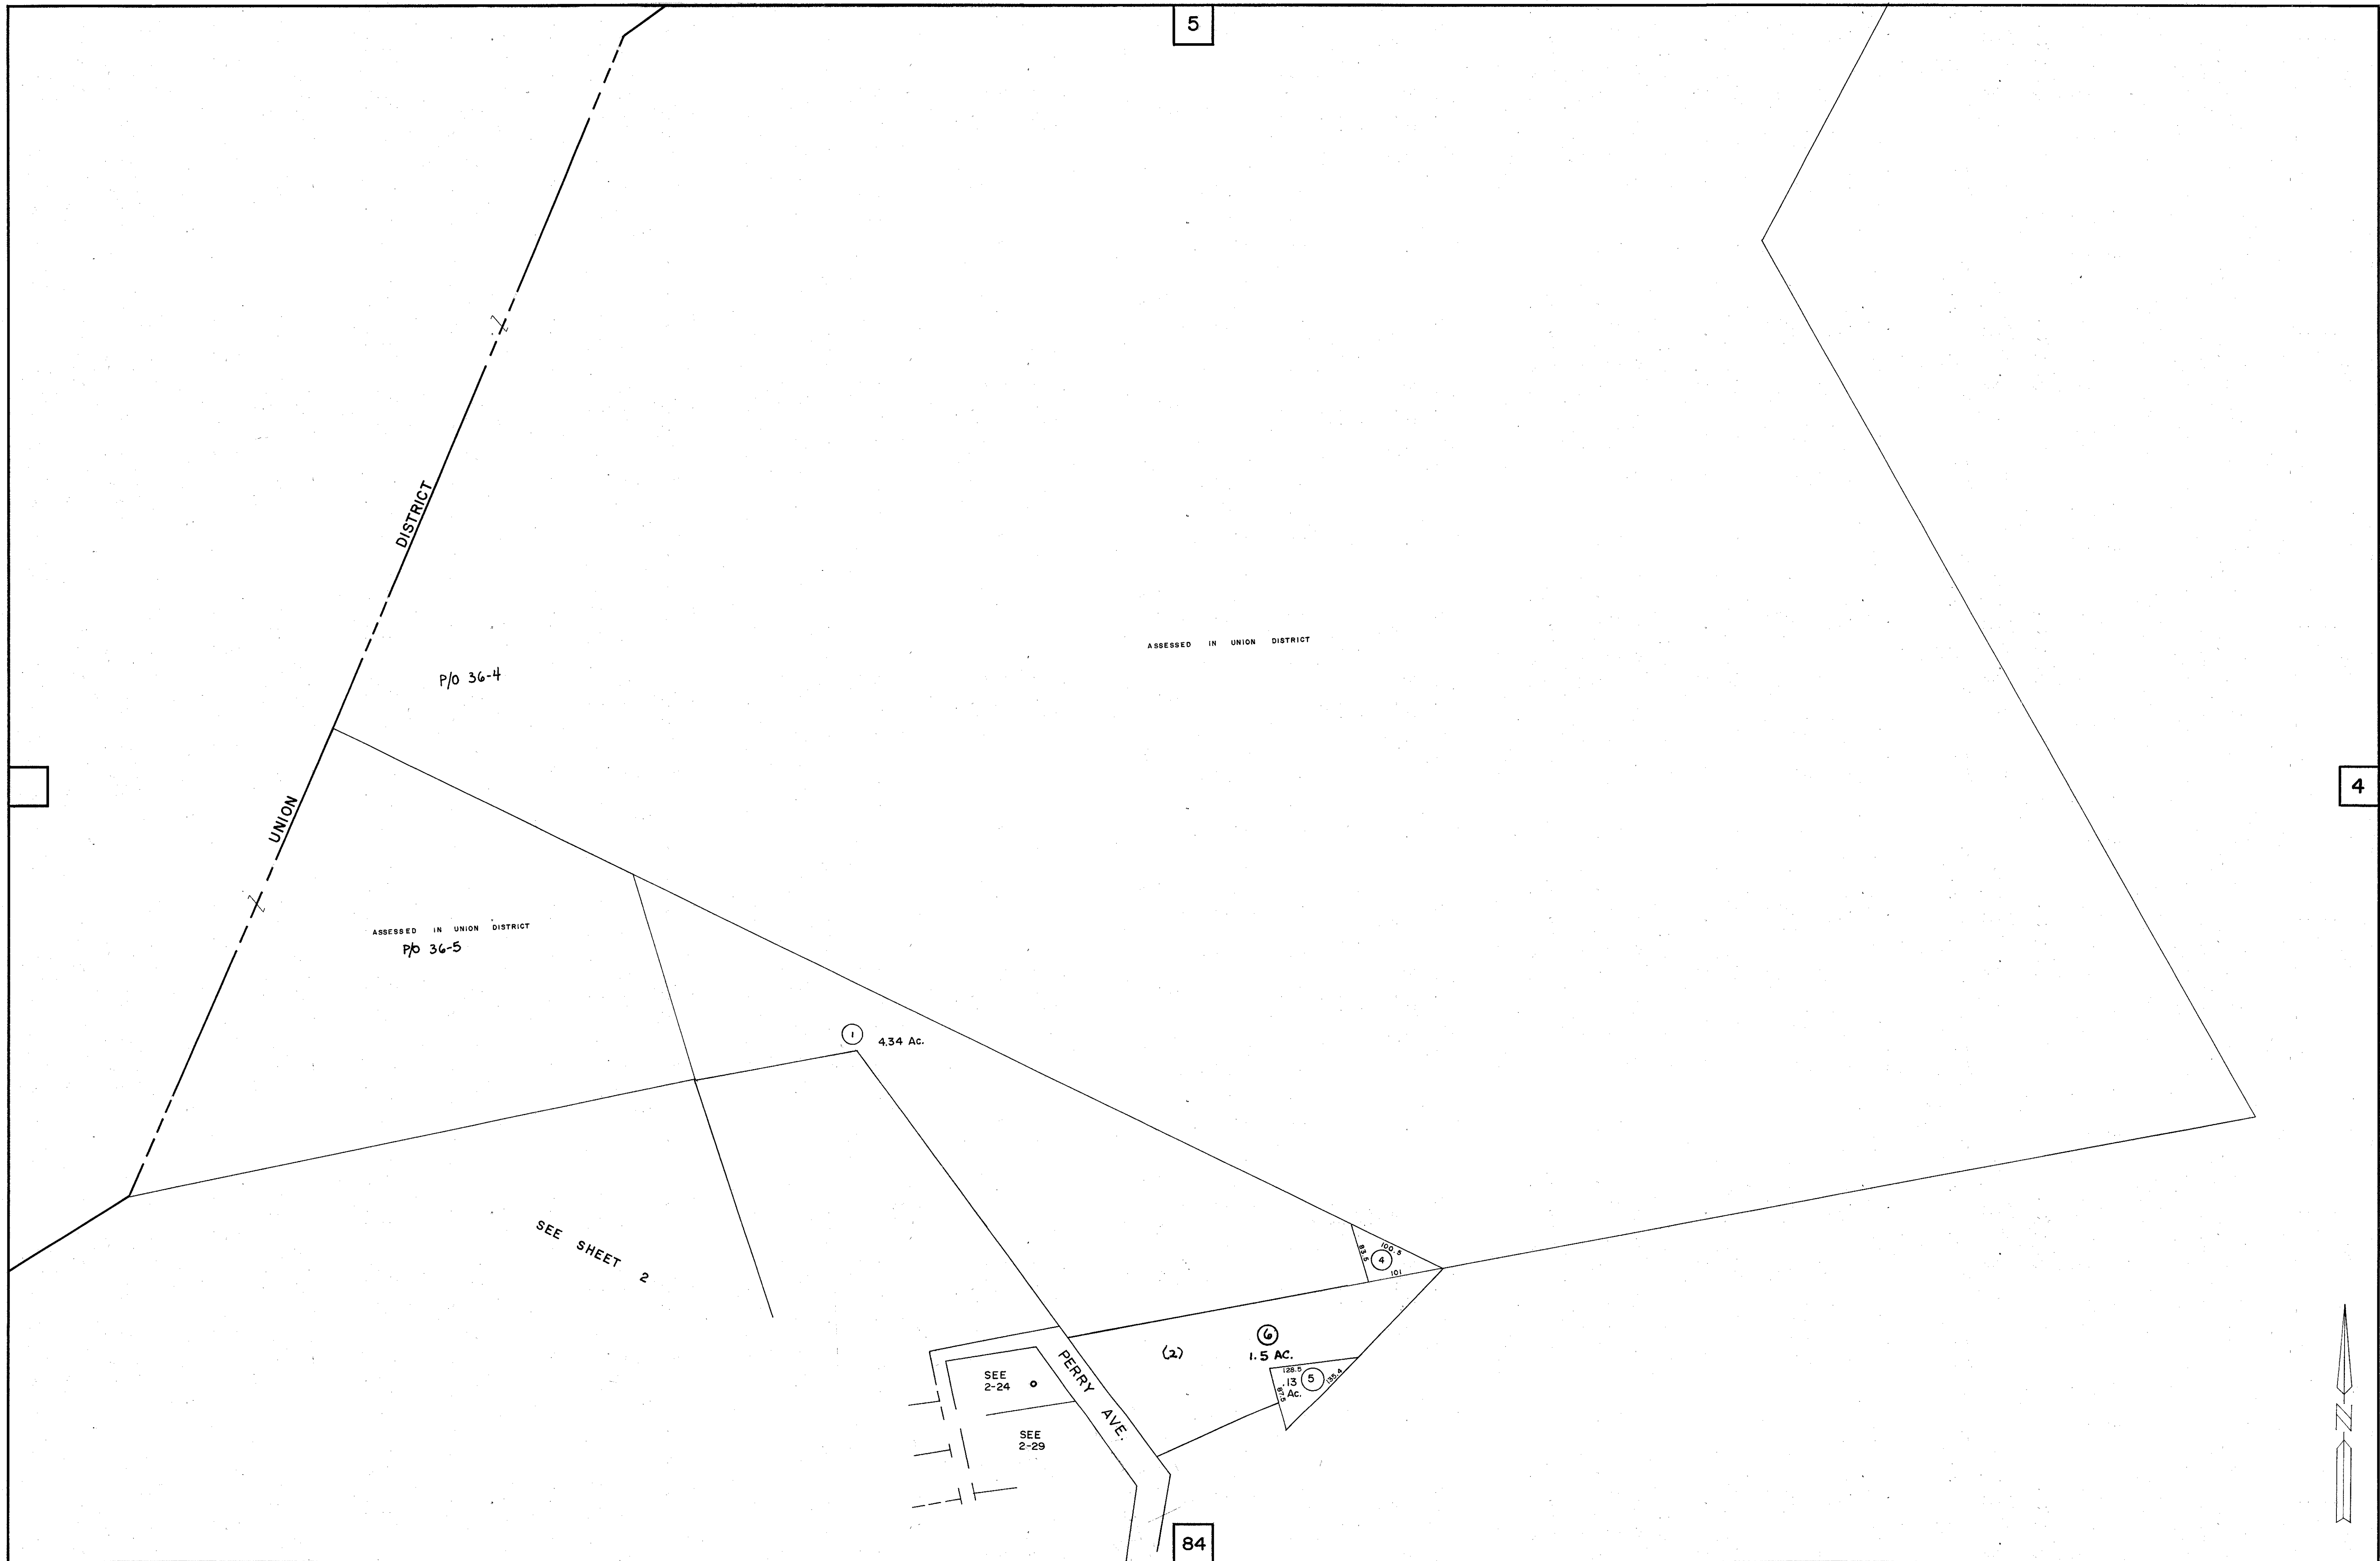 5
DISTRICT
ASSESSED IN UNION DISTRICT
P/O 36-4
4
UNION
ASSESSED IN UNION DISTRICT
P/O 36-5
1
4.34 Ac.
SEE SHEET 2
100.5
83.5
4
101
6
1.5 AC.
(2)
PERRY AVE.
SEE
2-24
128.5
.13
Ac.
5
135.4
87.5
SEE
2-29
N
84